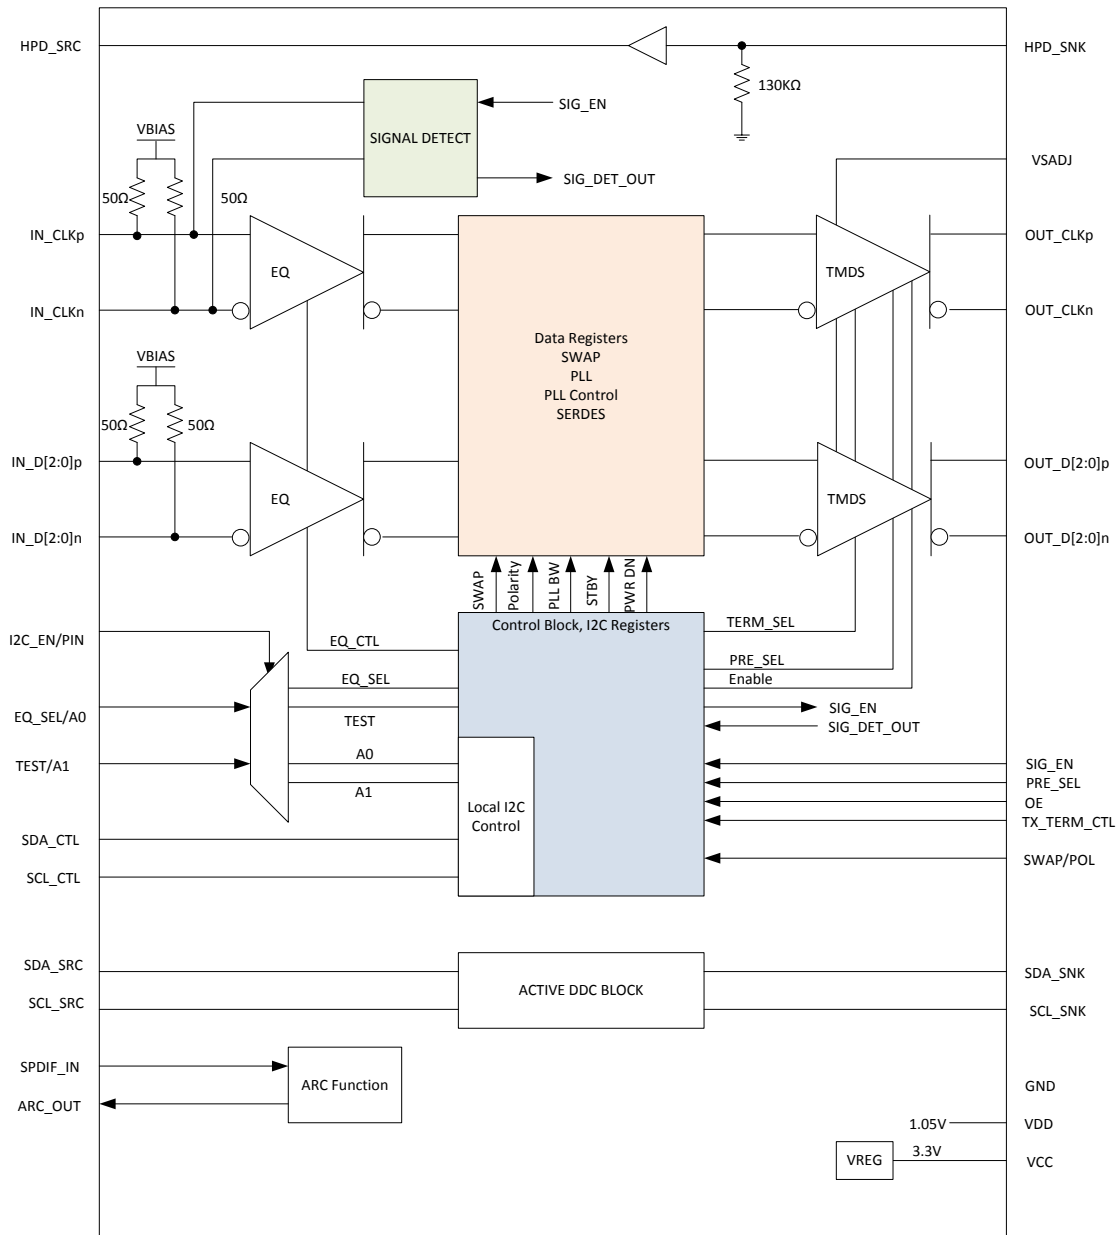 HPD_SRC
HPD_SNK
130KΩ
SIGNAL DETECT
SIG_EN
SIG_DET_OUT
VBIAS
50Ω
50Ω
VSADJ
IN_CLKp
IN_CLKn
EQ
TMDS
OUT_CLKp
OUT_CLKn
Data Registers
SWAP
PLL
PLL Control
SERDES
VBIAS
50Ω
50Ω
IN_D[2:0]p
IN_D[2:0]n
EQ
TMDS
OUT_D[2:0]p
OUT_D[2:0]n
SWAP
Polarity
PLL BW
STBY
PWR DN
Control Block, I2C Registers
I2C_EN/PIN
EQ_SEL/A0
TEST/A1
EQ_CTL
EQ_SEL
TEST
A0
A1
Local I2C
Control
SDA_CTL
SCL_CTL
TERM_SEL
PRE_SEL
Enable
SIG_EN
SIG_DET_OUT
SIG_EN
PRE_SEL
OE
TX_TERM_CTL
SWAP/POL
SDA_SRC
SCL_SRC
ACTIVE DDC BLOCK
SDA_SNK
SCL_SNK
SPDIF_IN
ARC_OUT
ARC Function
GND
1.05V
VDD
VREG
3.3V
VCC